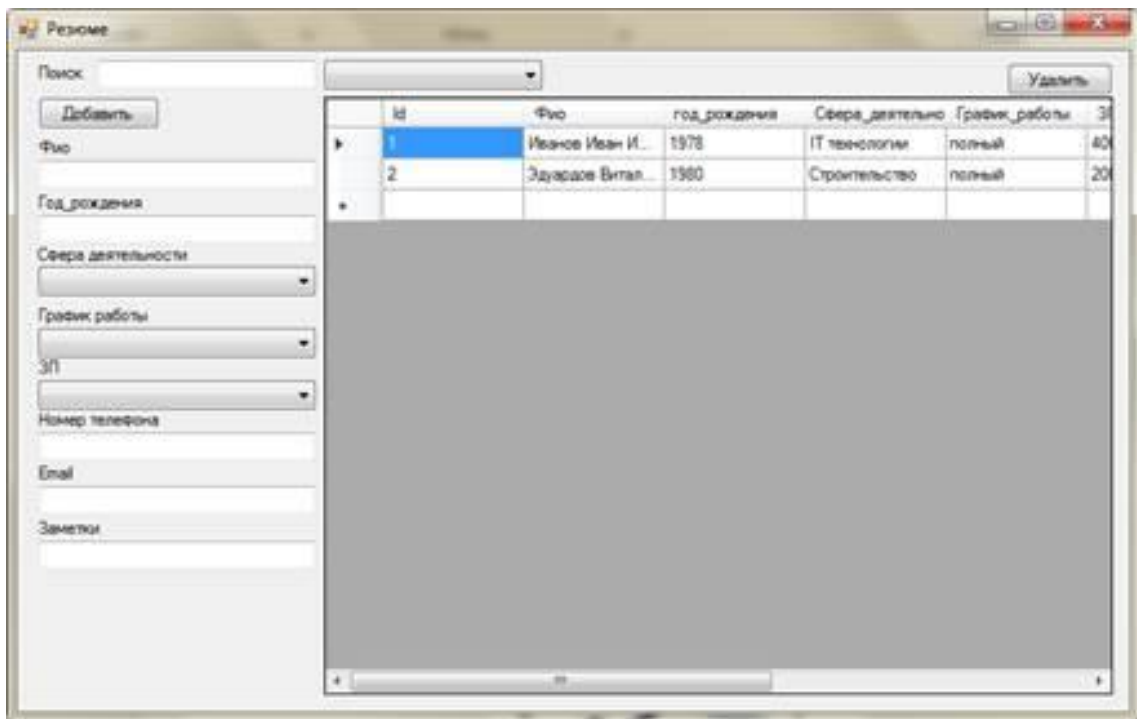 Резюме
Поиск
Удалить
Добавить
Фио
Год_рождения
Сфера деятельности
График работы
ЗП
Номер телефона
Email
Заметки
Id Фио год_рождения Сфера_деятельно График_работы
1 Иванов Иван И... 1978 IT технологии полный
2 Эдуардов Витал... 1980 Строительство полный